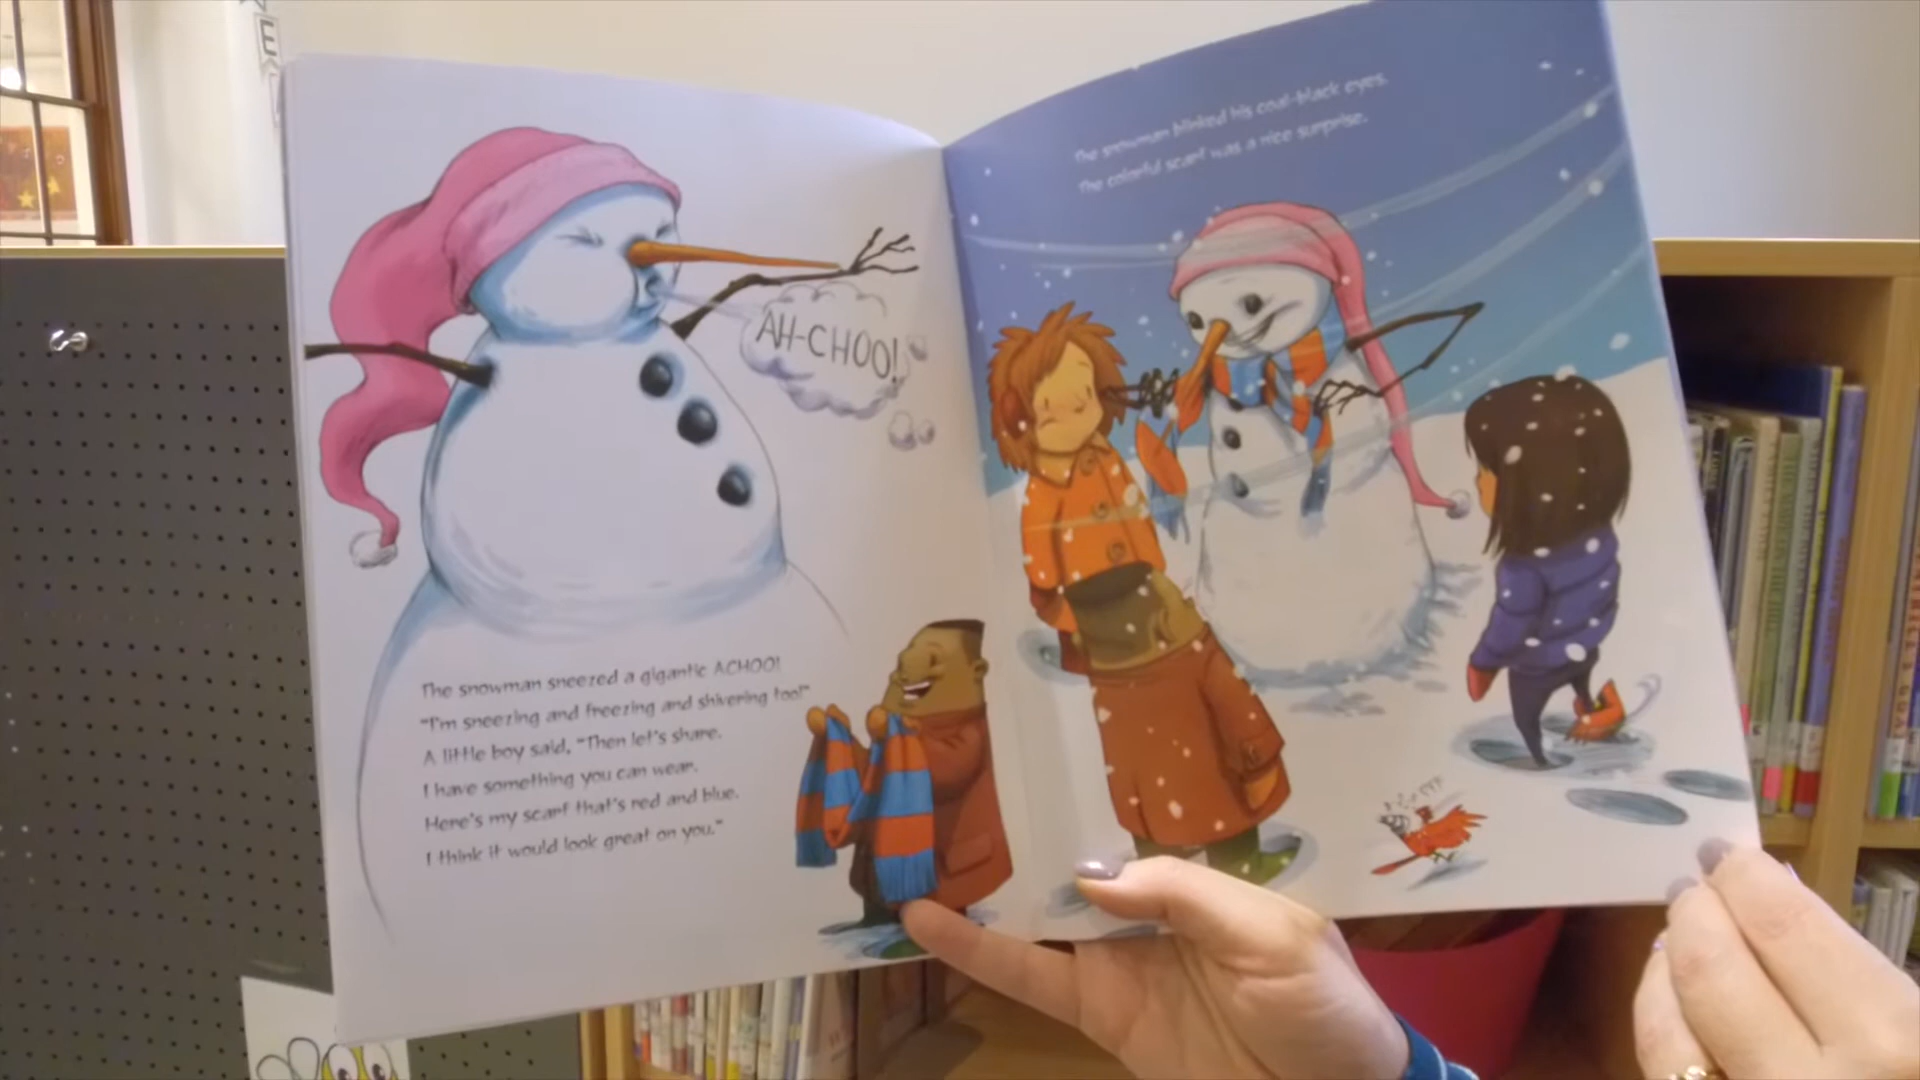 E
AH-CHOO!
The snowman sneezed a gigantic ACHOO!
"I'm sneezing and freezing and shivering too!"
A little boy said, "Then let's share.
I have something you can wear.
Here's my scarf that's red and blue.
I think it would look great on you."
The snowman blinked his coal-black eyes.
The colorful scarf was a nice surprise.